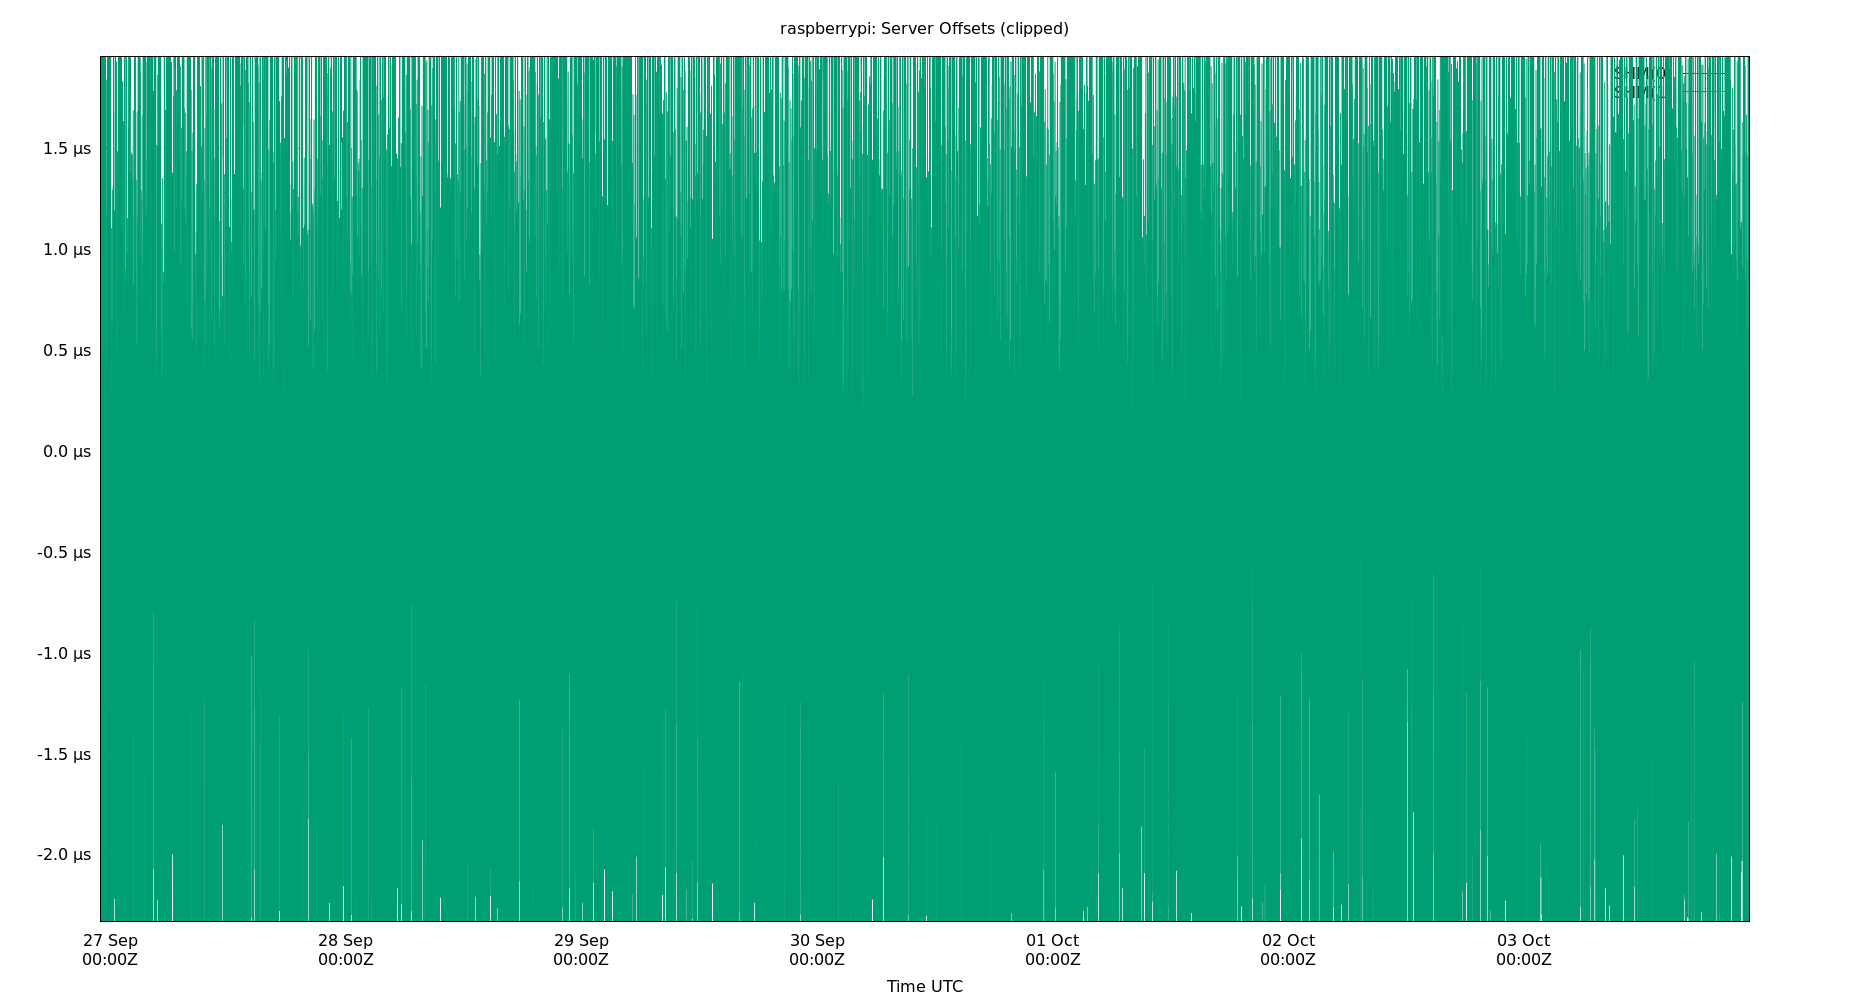 raspberrypi: Server Offsets (clipped)
1.5 µs
1.0 µs
0.5 µs
0.0 µs
-0.5 µs
-1.0 µs
-1.5 µs
-2.0 µs
27 Sep 28 Sep 29 Sep 30 Sep 01 Oct 02 Oct 03 Oct
00:00Z 00:00Z 00:00Z 00:00Z 00:00Z 00:00Z 00:00Z
Time UTC